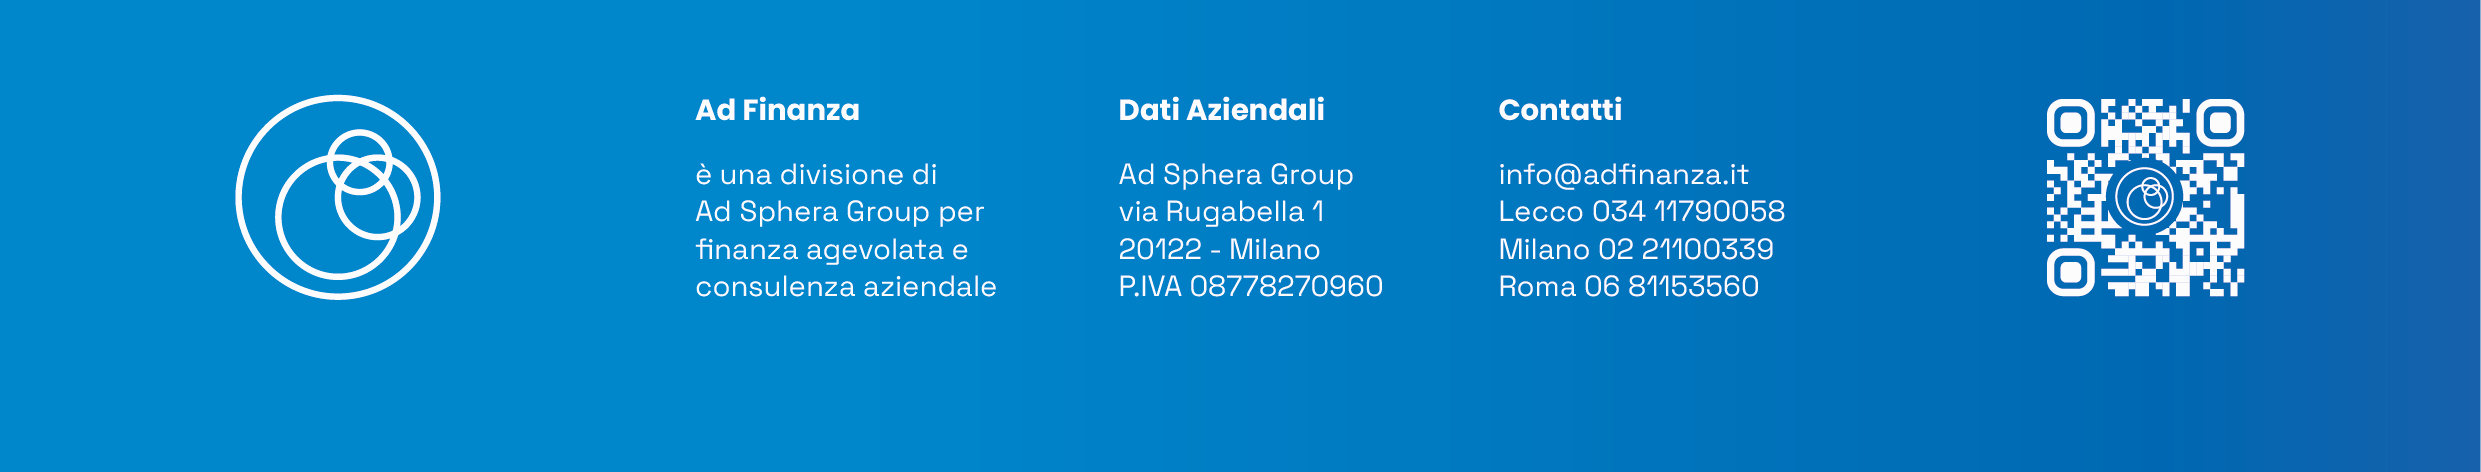 Ad Finanza
è una divisione di
Ad Sphera Group per
finanza agevolata e
consulenza aziendale
Dati Aziendali
Ad Sphera Group
via Rugabella 1
20122 - Milano
P.IVA 08778270960
Contatti
info@adfinanza.it
Lecco 034 11790058
Milano 02 21100339
Roma 06 81153560